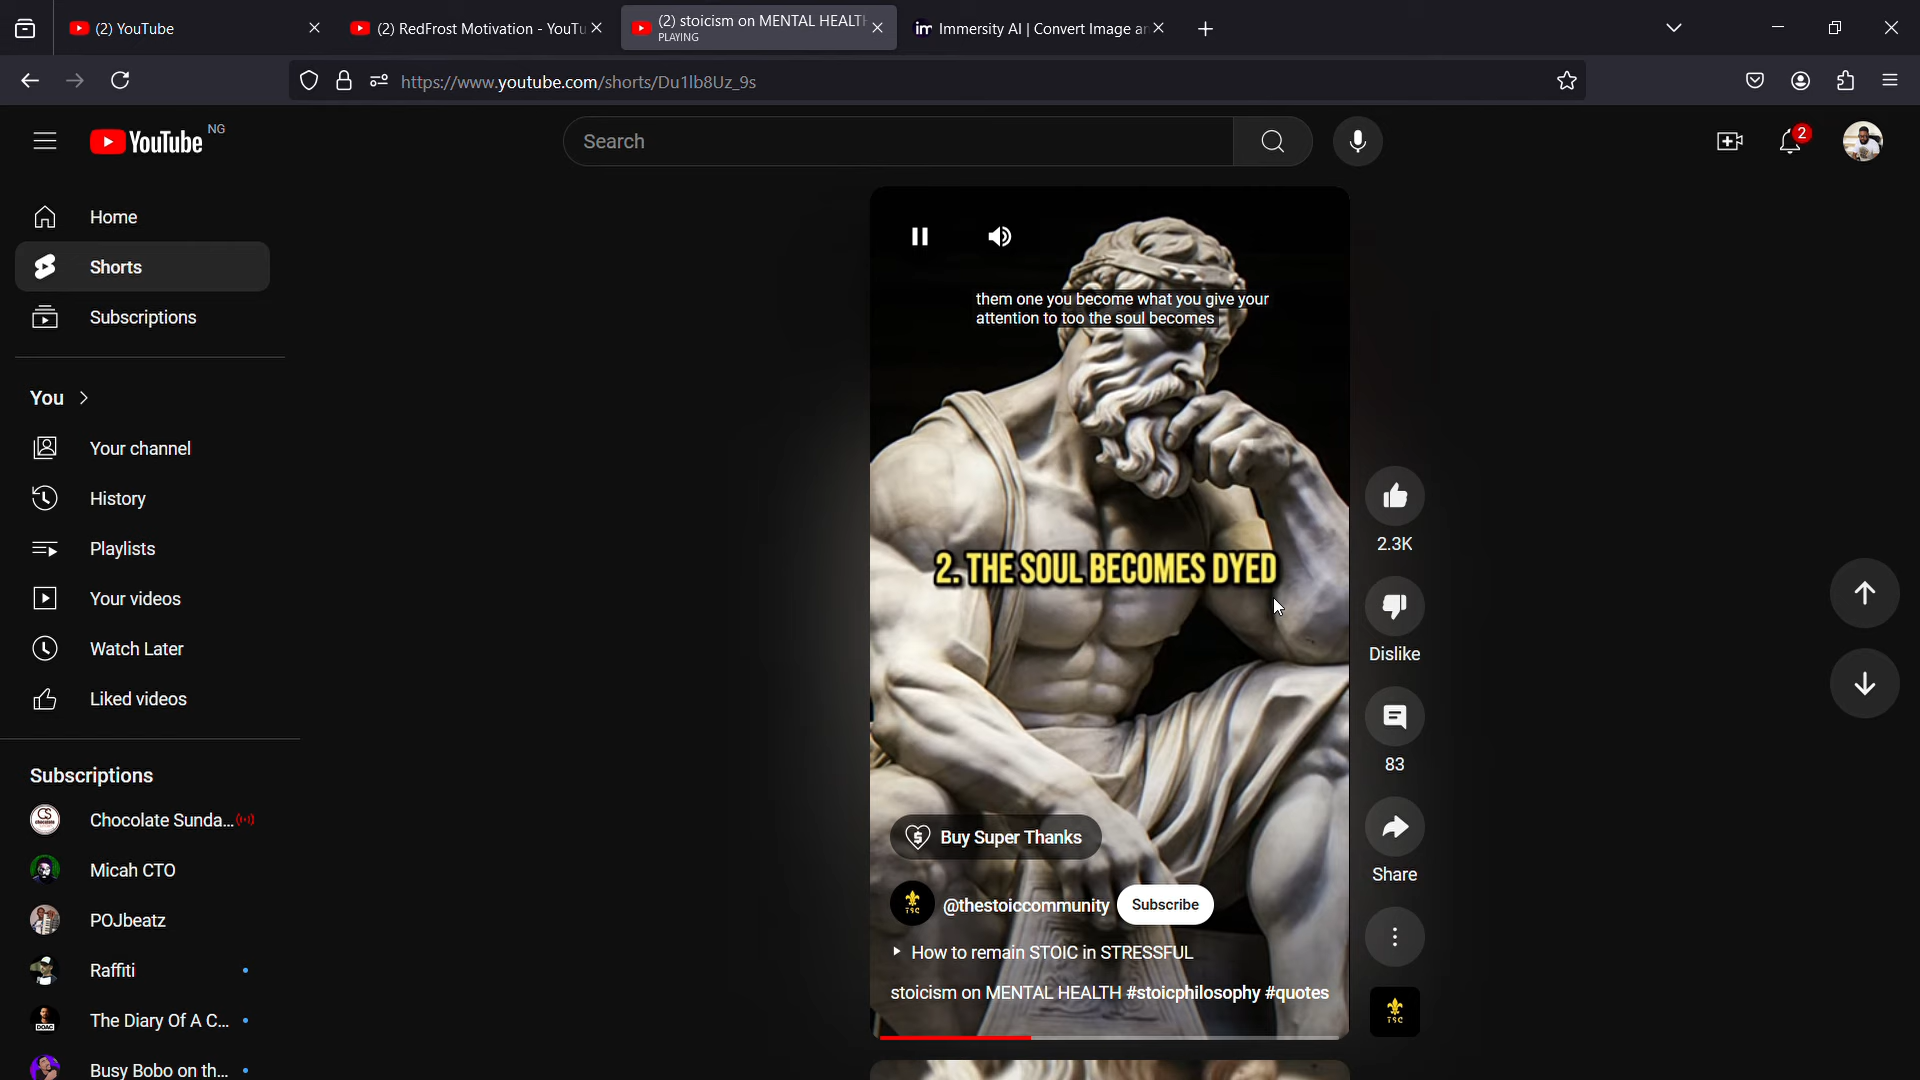 (2) YouTube
(2) RedFrost Motivation - YouTu
(2) stoicism on MENTAL HEALTH
PLAYING
im Immersity AI | Convert Image an
https://www.youtube.com/shorts/Du1lb8Uz_9s
YouTube NG
Search
2
Home
Shorts
Subscriptions
You
Your channel
History
Playlists
Your videos
Watch Later
Liked videos
Subscriptions
Chocolate Sunda...
Micah CTO
POJbeatz
Raffiti
The Diary Of A C...
Busy Bobo on th...
them one you become what you give your
attention to too the soul becomes
2. THE SOUL BECOMES DYED
Buy Super Thanks
TSC
@thestoiccommunity
Subscribe
How to remain STOIC in STRESSFUL
stoicism on MENTAL HEALTH #stoicphilosophy #quotes
2.3K
Dislike
83
Share
TSC